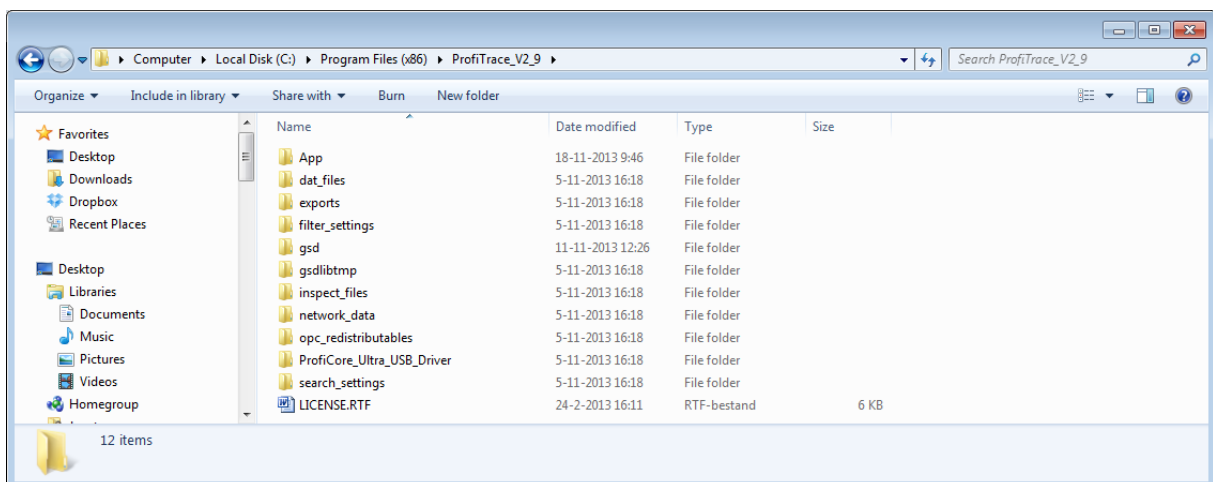 Computer Local Disk (C:) Program Files (x86) ProfiTrace_V2_9 Search ProfiTrace_V2_9
Organize Include in library Share with Burn New folder
Favorites
Desktop
Downloads
Dropbox
Recent Places
Desktop
Libraries
Documents
Music
Pictures
Videos
Homegroup
Name Date modified Type Size
App 18-11-2013 9:46 File folder
dat_files 5-11-2013 16:18 File folder
exports 5-11-2013 16:18 File folder
filter_settings 5-11-2013 16:18 File folder
gsd 11-11-2013 12:26 File folder
gsdlibtmp 5-11-2013 16:18 File folder
inspect_files 5-11-2013 16:18 File folder
network_data 5-11-2013 16:18 File folder
opc_redistributables 5-11-2013 16:18 File folder
ProfiCore_Ultra_USB_Driver 5-11-2013 16:18 File folder
search_settings 5-11-2013 16:18 File folder
LICENSE.RTF 24-2-2013 16:11 RTF-bestand 6 KB
12 items